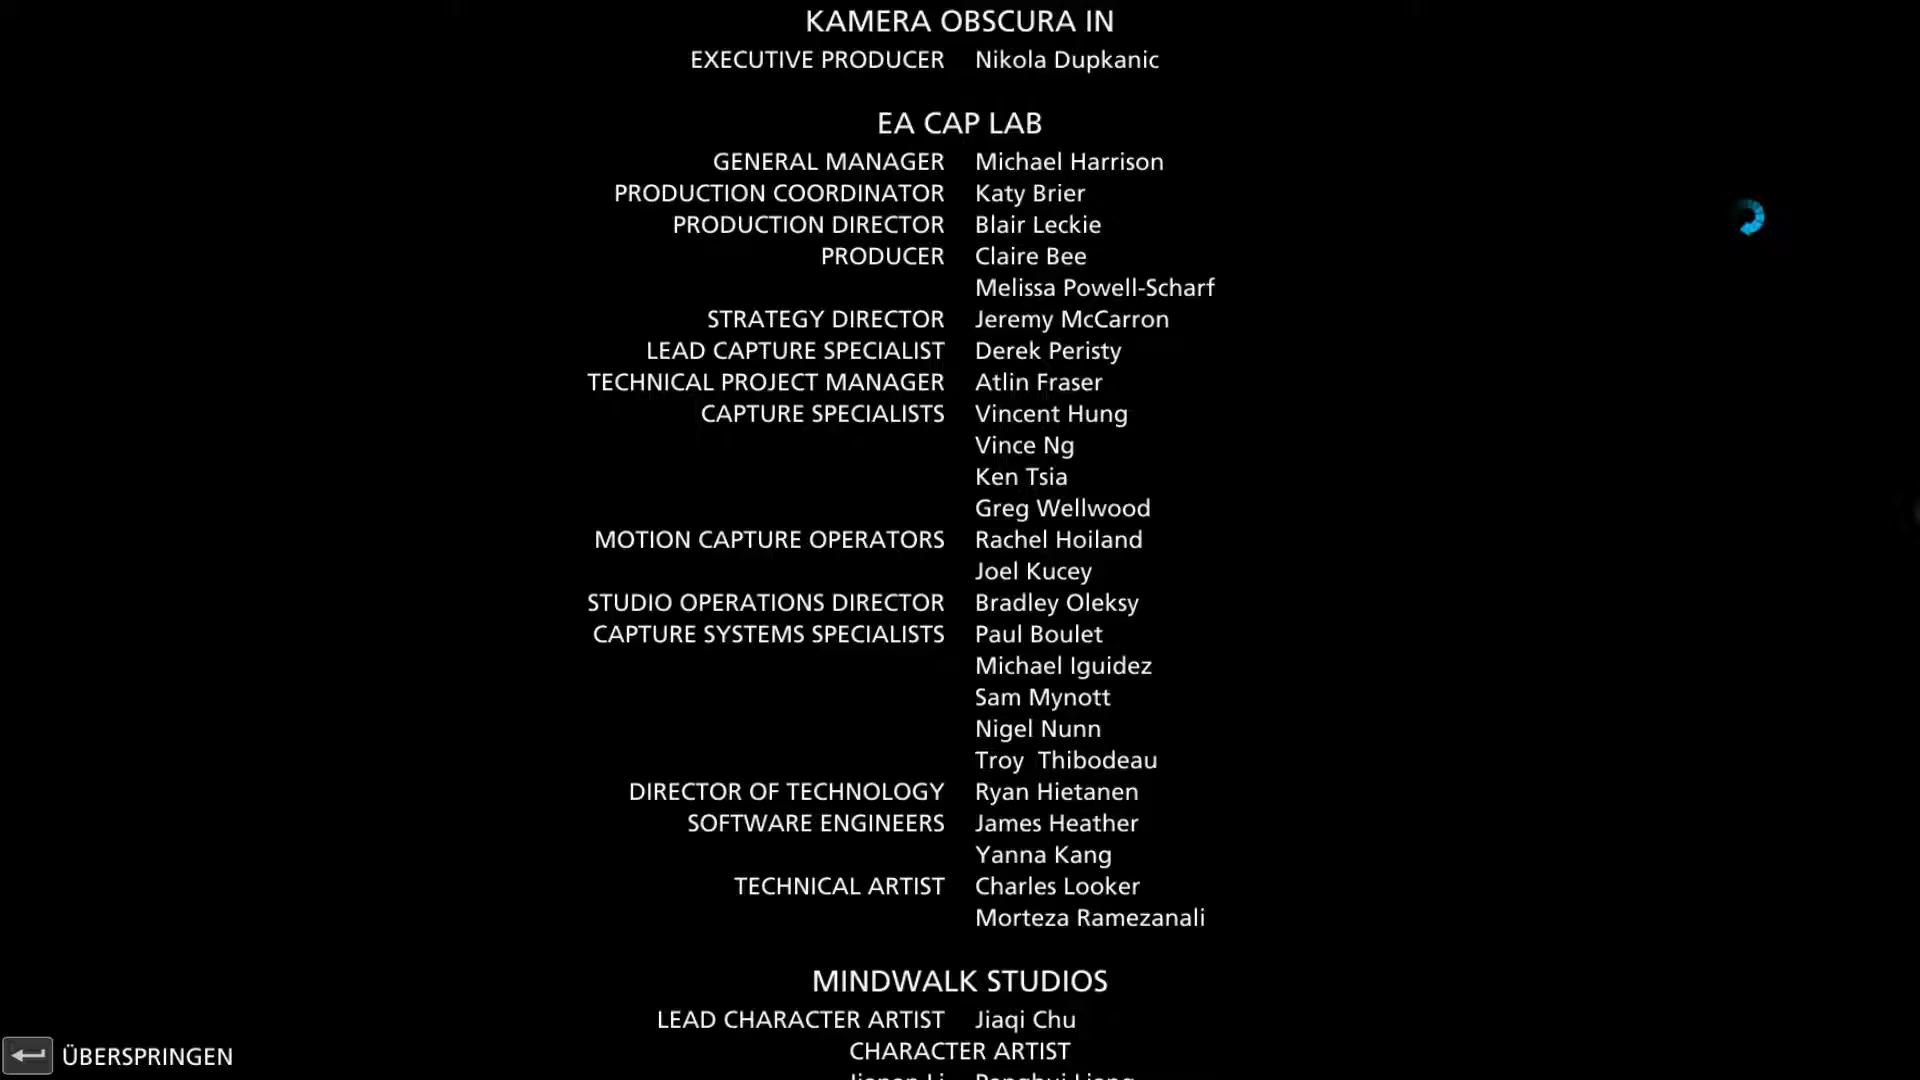 KAMERA OBSCURA IN
EXECUTIVE PRODUCER Nikola Dupkanic
EA CAP LAB
GENERAL MANAGER Michael Harrison
PRODUCTION COORDINATOR Katy Brier
PRODUCTION DIRECTOR Blair Leckie
PRODUCER Claire Bee
Melissa Powell-Scharf
STRATEGY DIRECTOR Jeremy McCarron
LEAD CAPTURE SPECIALIST Derek Peristy
TECHNICAL PROJECT MANAGER Atlin Fraser
CAPTURE SPECIALISTS Vincent Hung
Vince Ng
Ken Tsia
Greg Wellwood
MOTION CAPTURE OPERATORS Rachel Hoiland
Joel Kucey
STUDIO OPERATIONS DIRECTOR Bradley Oleksy
CAPTURE SYSTEMS SPECIALISTS Paul Boulet
Michael Iguidez
Sam Mynott
Nigel Nunn
Troy Thibodeau
DIRECTOR OF TECHNOLOGY Ryan Hietanen
SOFTWARE ENGINEERS James Heather
Yanna Kang
TECHNICAL ARTIST Charles Looker
Morteza Ramezanali
MINDWALK STUDIOS
LEAD CHARACTER ARTIST Jiaqi Chu
CHARACTER ARTIST
ÜBERSPRINGEN